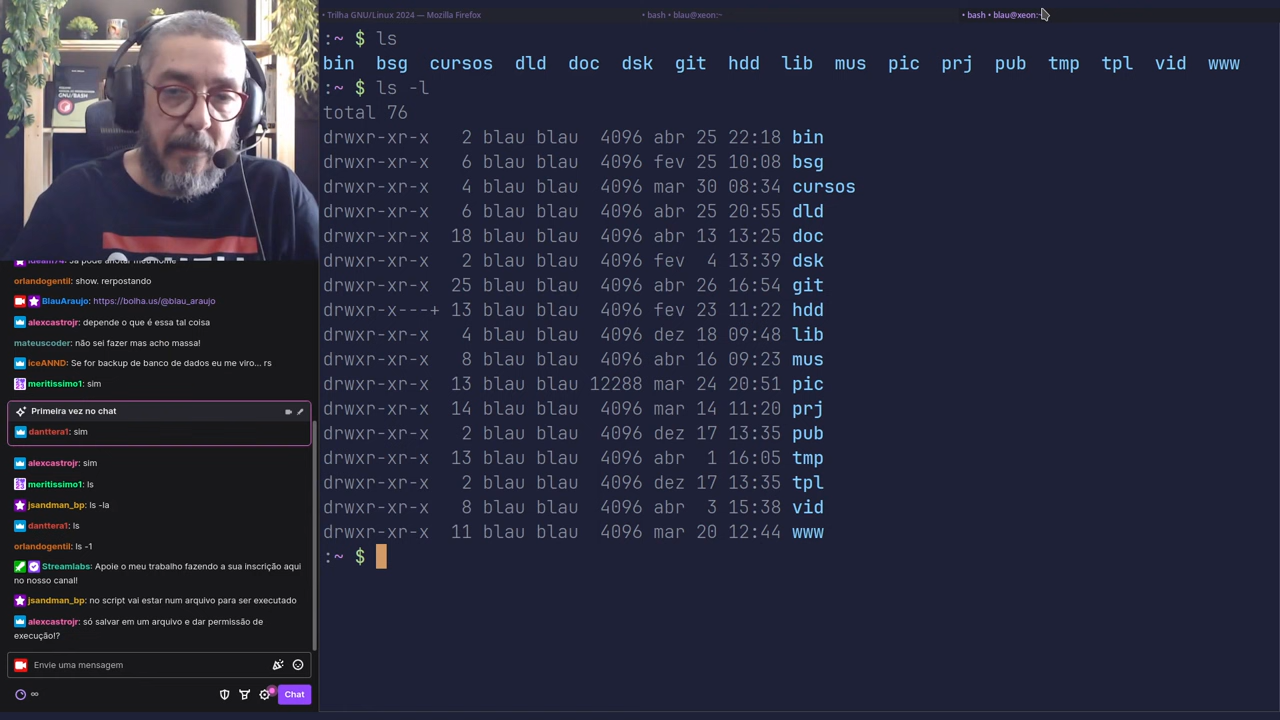 • Trilha GNU/Linux 2024 — Mozilla Firefox
• bash • blau@xeon:~
• bash • blau@xeon:~
:~ $ ls
bin bsg cursos dld doc dsk git hdd lib mus pic prj pub tmp tpl vid www
:~ $ ls -l
total 76
drwxr-xr-x 2 blau blau 4096 abr 25 22:18 bin
drwxr-xr-x 6 blau blau 4096 fev 25 10:08 bsg
drwxr-xr-x 4 blau blau 4096 mar 30 08:34 cursos
drwxr-xr-x 6 blau blau 4096 abr 25 20:55 dld
drwxr-xr-x 18 blau blau 4096 abr 13 13:25 doc
drwxr-xr-x 2 blau blau 4096 fev 4 13:39 dsk
drwxr-xr-x 25 blau blau 4096 abr 26 16:54 git
drwxr-x---+ 13 blau blau 4096 fev 23 11:22 hdd
drwxr-xr-x 4 blau blau 4096 dez 18 09:48 lib
drwxr-xr-x 8 blau blau 4096 abr 16 09:23 mus
drwxr-xr-x 13 blau blau 12288 mar 24 20:51 pic
drwxr-xr-x 14 blau blau 4096 mar 14 11:20 prj
drwxr-xr-x 2 blau blau 4096 dez 17 13:35 pub
drwxr-xr-x 13 blau blau 4096 abr 1 16:05 tmp
drwxr-xr-x 2 blau blau 4096 dez 17 13:35 tpl
drwxr-xr-x 8 blau blau 4096 abr 3 15:38 vid
drwxr-xr-x 11 blau blau 4096 mar 20 12:44 www
:~ $
GNU/BASH
orlandogentil: show. rerpostando
BlauAraujo: https://bolha.us/@blau_araujo
alexcastrojr: depende o que é essa tal coisa
mateuscoder: não sei fazer mas acho massa!
iceANND: Se for backup de banco de dados eu me viro... rs
meritissimo1: sim
Primeira vez no chat
danttera1: sim
alexcastrojr: sim
meritissimo1: ls
jsandman_bp: ls -la
danttera1: ls
orlandogentil: ls -1
Streamlabs: Apoie o meu trabalho fazendo a sua inscrição aqui
no nosso canal!
jsandman_bp: no script vai estar num arquivo para ser executado
alexcastrojr: só salvar em um arquivo e dar permissão de
execução!?
Envie uma mensagem
∞
Chat